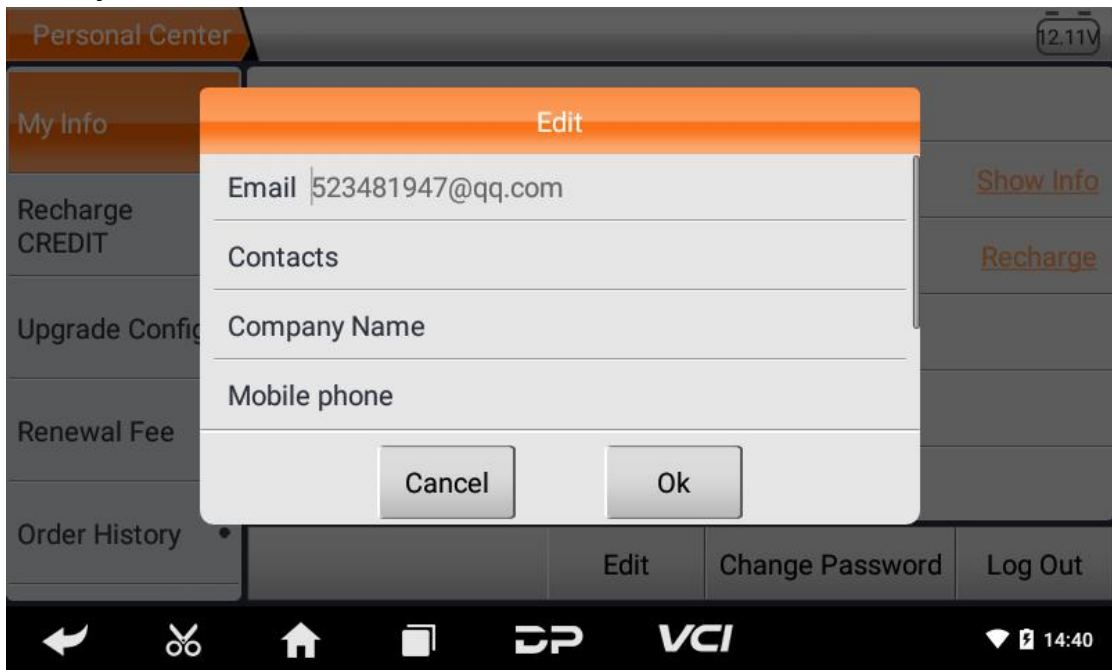 Personal Center
12.11V
My Info
Edit
Email 523481947@qq.com
Show Info
Recharge
CREDIT
Contacts
Recharge
Upgrade Config
Company Name
Mobile phone
Renewal Fee
Cancel
Ok
Order History
Edit
Change Password
Log Out
DP
VCI
14:40